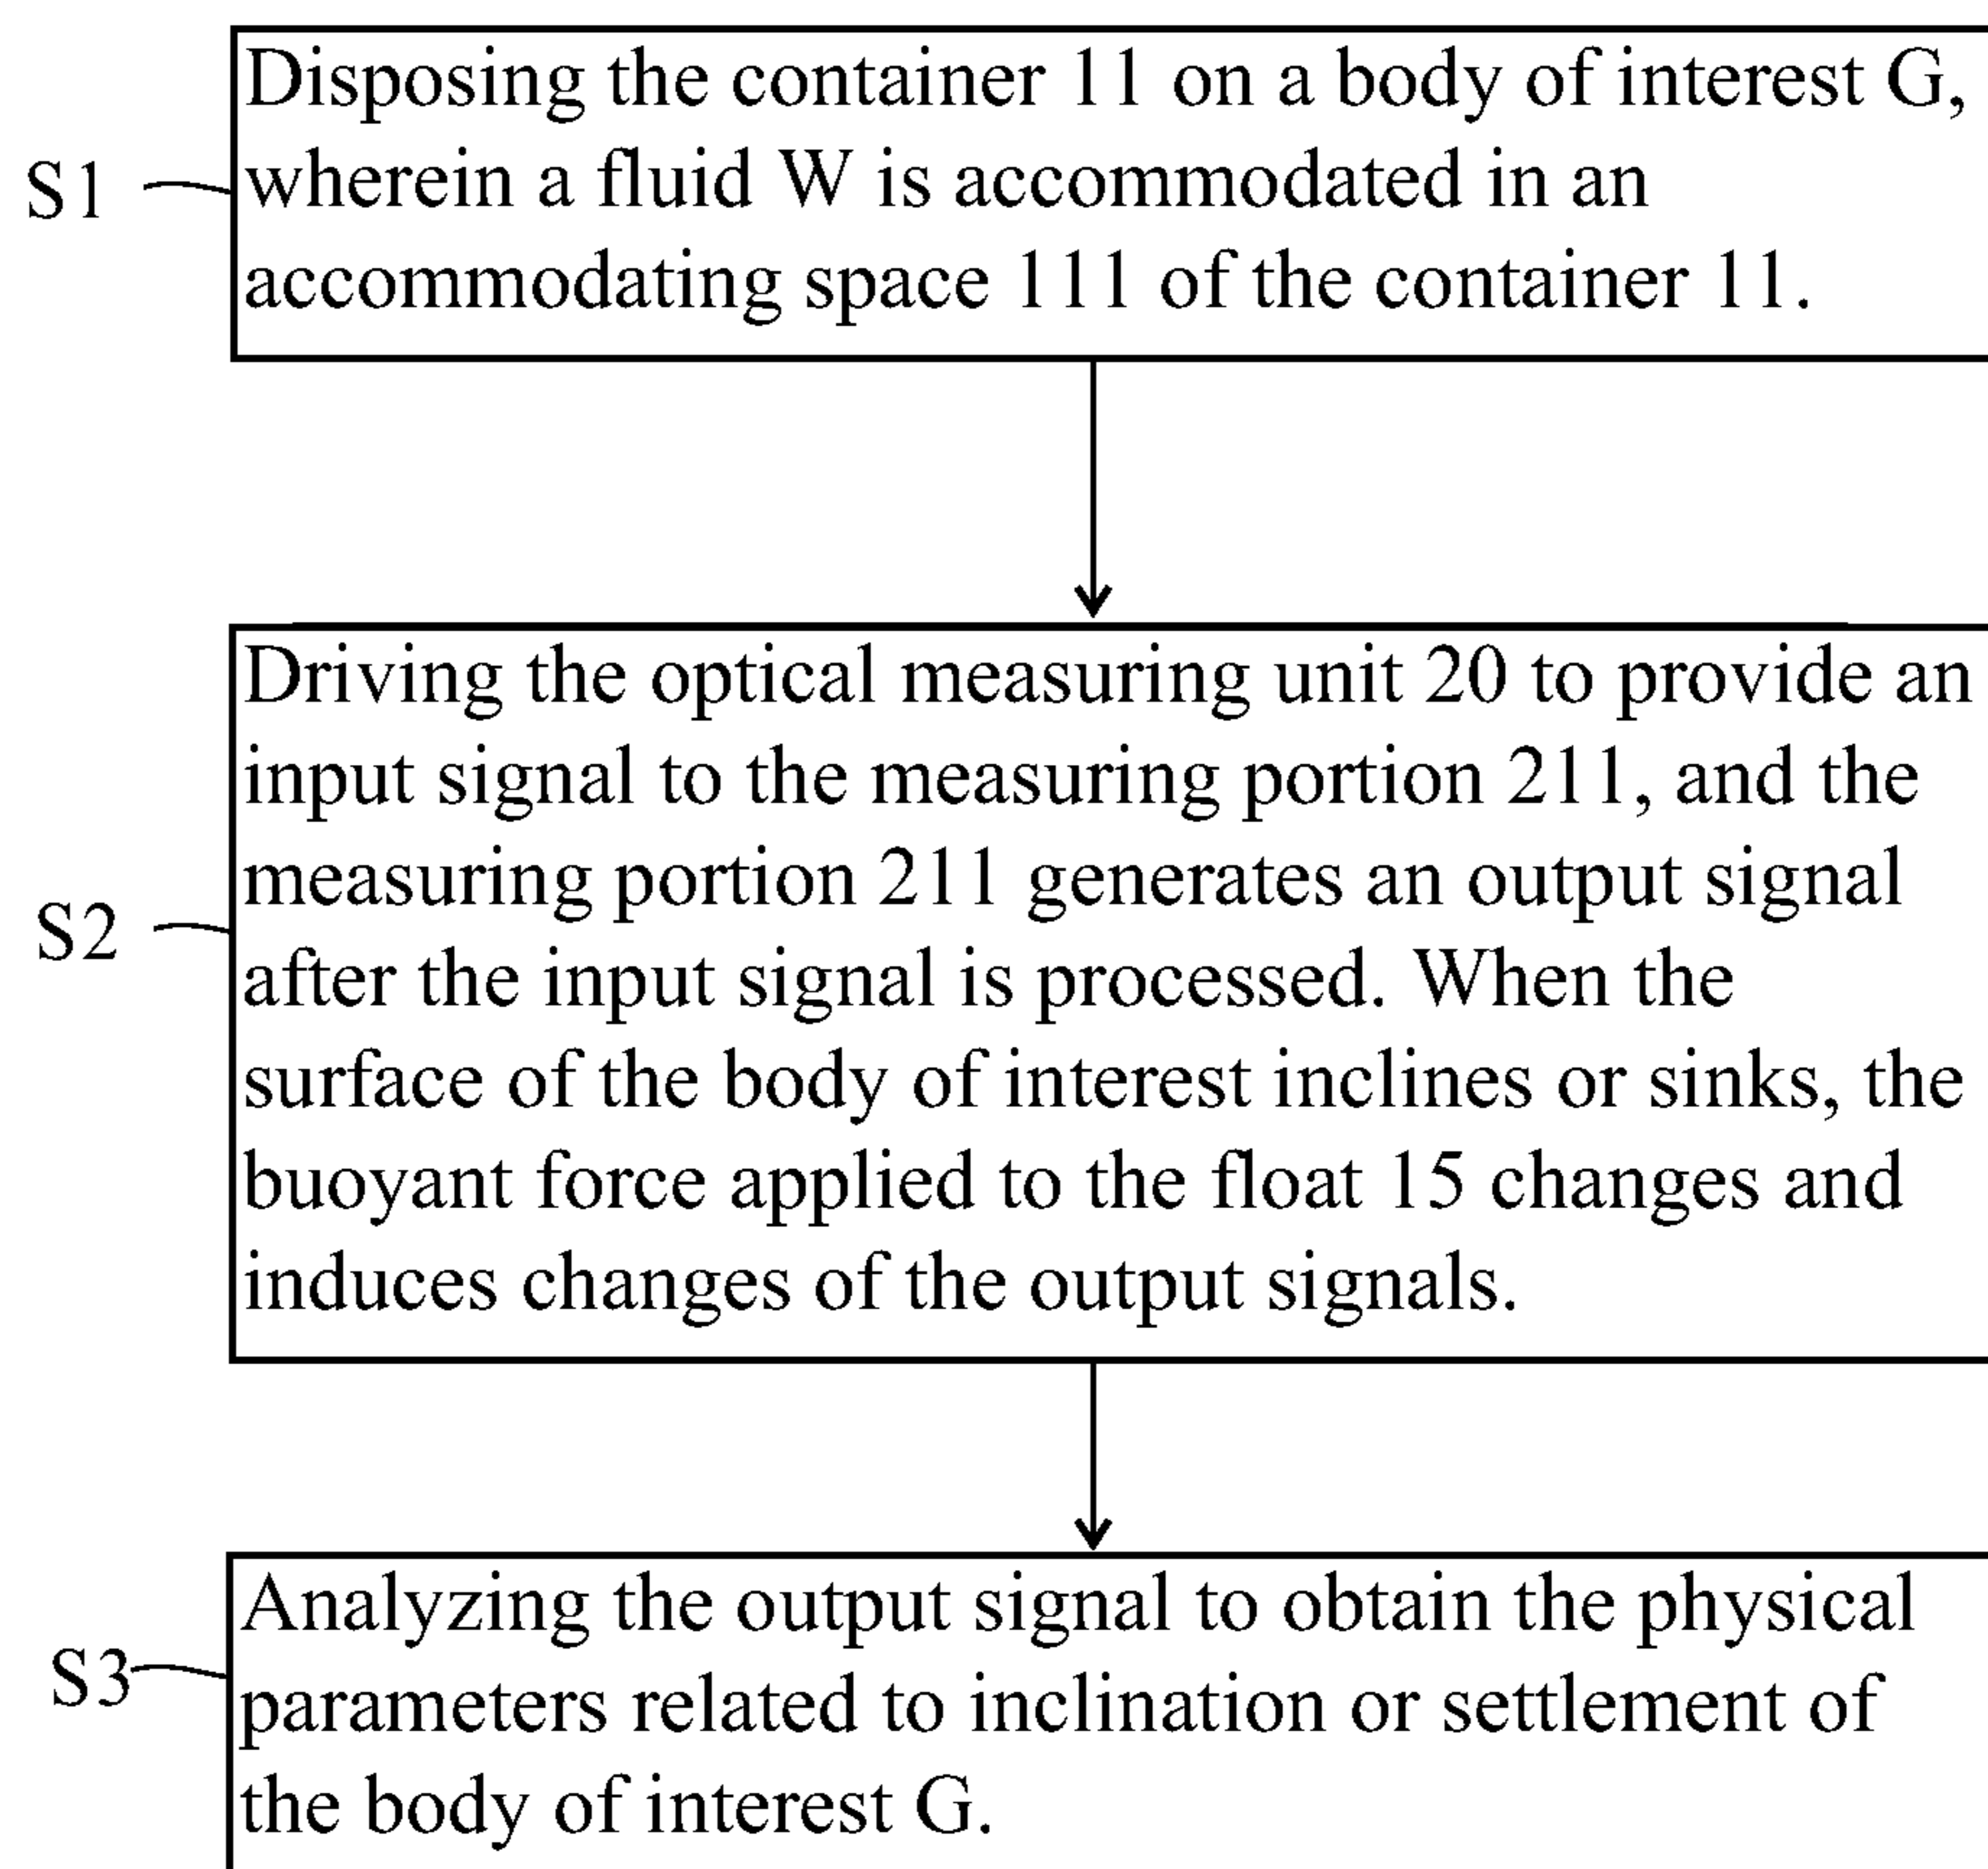 Disposing the container 11 on a body of interest G,
wherein a fluid W is accommodated in an
accommodating space 111 of the container 11.
S1
Driving the optical measuring unit 20 to provide an
input signal to the measuring portion 211, and the
measuring portion 211 generates an output signal
after the input signal is processed. When the
surface of the body of interest inclines or sinks, the
buoyant force applied to the float 15 changes and
induces changes of the output signals.
S2
Analyzing the output signal to obtain the physical
parameters related to inclination or settlement of
the body of interest G.
S3